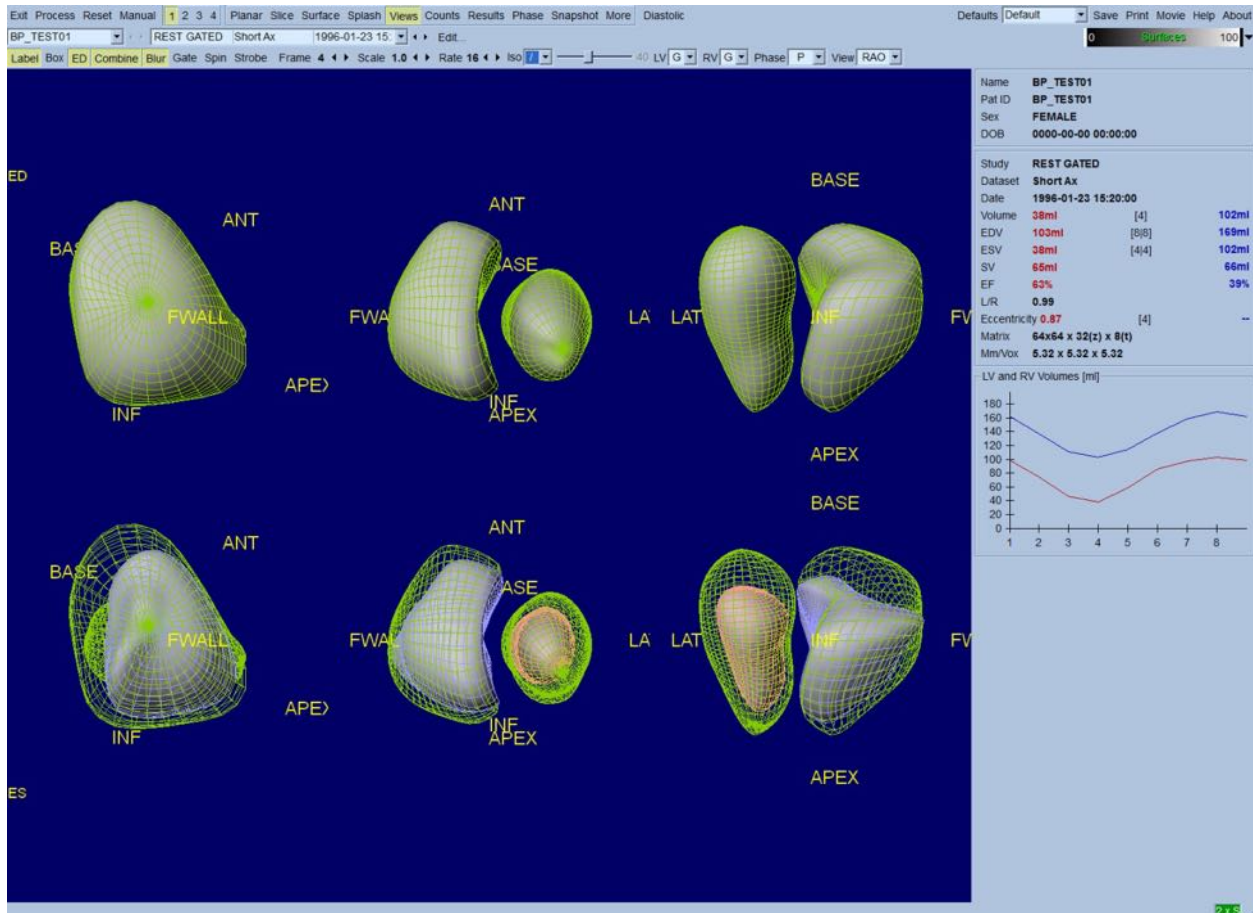 Exit Process Reset Manual 1 2 3 4 Planar Slice Surface Splash Views Counts Results Phase Snapshot More Diastolic Defaults Default Save Print Movie Help About
BP_TEST01 REST GATED Short Ax 1996-01-23 15: Edit... 0 Surfaces 100
Label Box ED Combine Blur Gate Spin Strobe Frame 4 Scale 1.0 Rate 16 Iso 40 LV G RV G Phase P View RAO
Name BP_TEST01
Pat ID BP_TEST01
Sex FEMALE
DOB 0000-00-00 00:00:00
Study REST GATED
Dataset Short Ax
Date 1996-01-23 15:20:00
Volume 38ml [4] 102ml
EDV 103ml [8|8] 169ml
ESV 38ml [4|4] 102ml
SV 65ml 66ml
EF 63% 39%
L/R 0.99
Eccentricity 0.87 [4] --
Matrix 64x64 x 32(z) x 8(t)
Mm/Vox 5.32 x 5.32 x 5.32
LV and RV Volumes [ml]
180
160
140
120
100
80
60
40
20
0
1 2 3 4 5 6 7 8
ED
ANT
BAS
FWALL
APEX
INF
ANT
BASE
FWA
LA
INF
APEX
BASE
LAT
INF
FW
APEX
ANT
BASE
FWALL
APEX
INF
ANT
BASE
FWAL
LA
INF
APEX
BASE
LAT
INF
FW
APEX
ES
2 x S